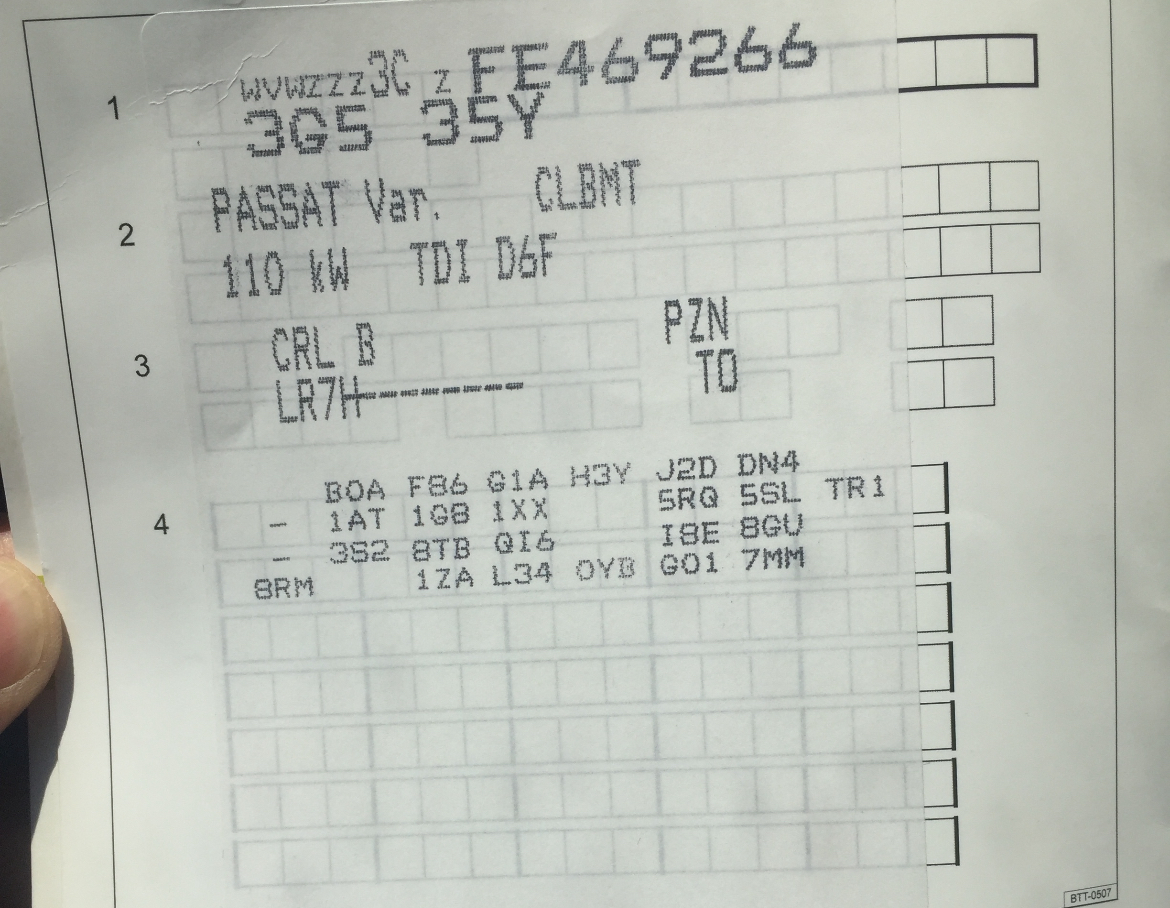 1 WVWZZZ3C Z FE469266
3G5 35Y
2 PASSAT Var. CLBMT
110 kW TDI D6F
3 CRL B PZN
LR7H------- TO
4 B0A F86 G1A H3Y J2D DN4
- 1AT 1G8 1XX 5RQ 5SL TR1
- 3S2 8TB QI6 I8E 8GU
8RM 1ZA L34 0YB G01 7MM
BTT-0507